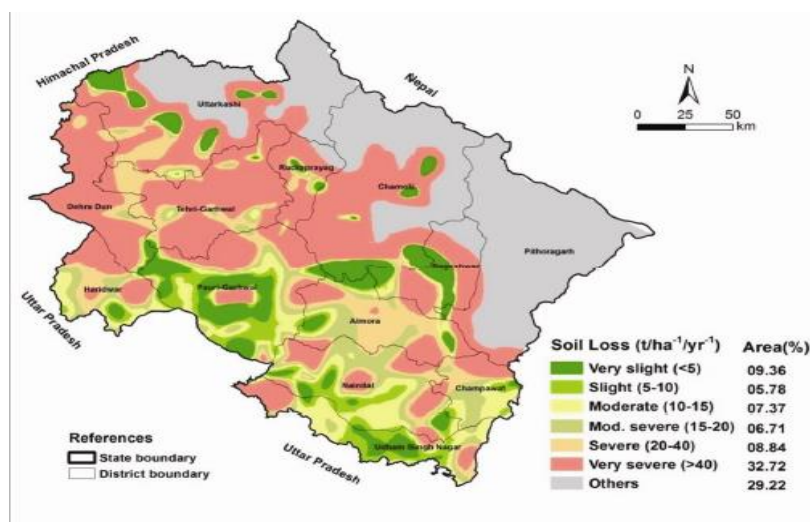 Himachal Pradesh
Nepal
N
0 25 50
km
Uttarkashi
Rudraprayag
Chamoli
Dehra Dun
Tehri-Garhwal
Pithoragarh
Haridwar
Pauri-Garhwal
Uttar Pradesh
Almora
Nainital
Champawat
Udham Singh Nagar
Uttar Pradesh
References
State boundary
District boundary
Soil Loss (t/ha⁻¹/yr⁻¹) Area(%)
Very slight (<5) 09.36
Slight (5-10) 05.78
Moderate (10-15) 07.37
Mod. severe (15-20) 06.71
Severe (20-40) 08.84
Very severe (>40) 32.72
Others 29.22